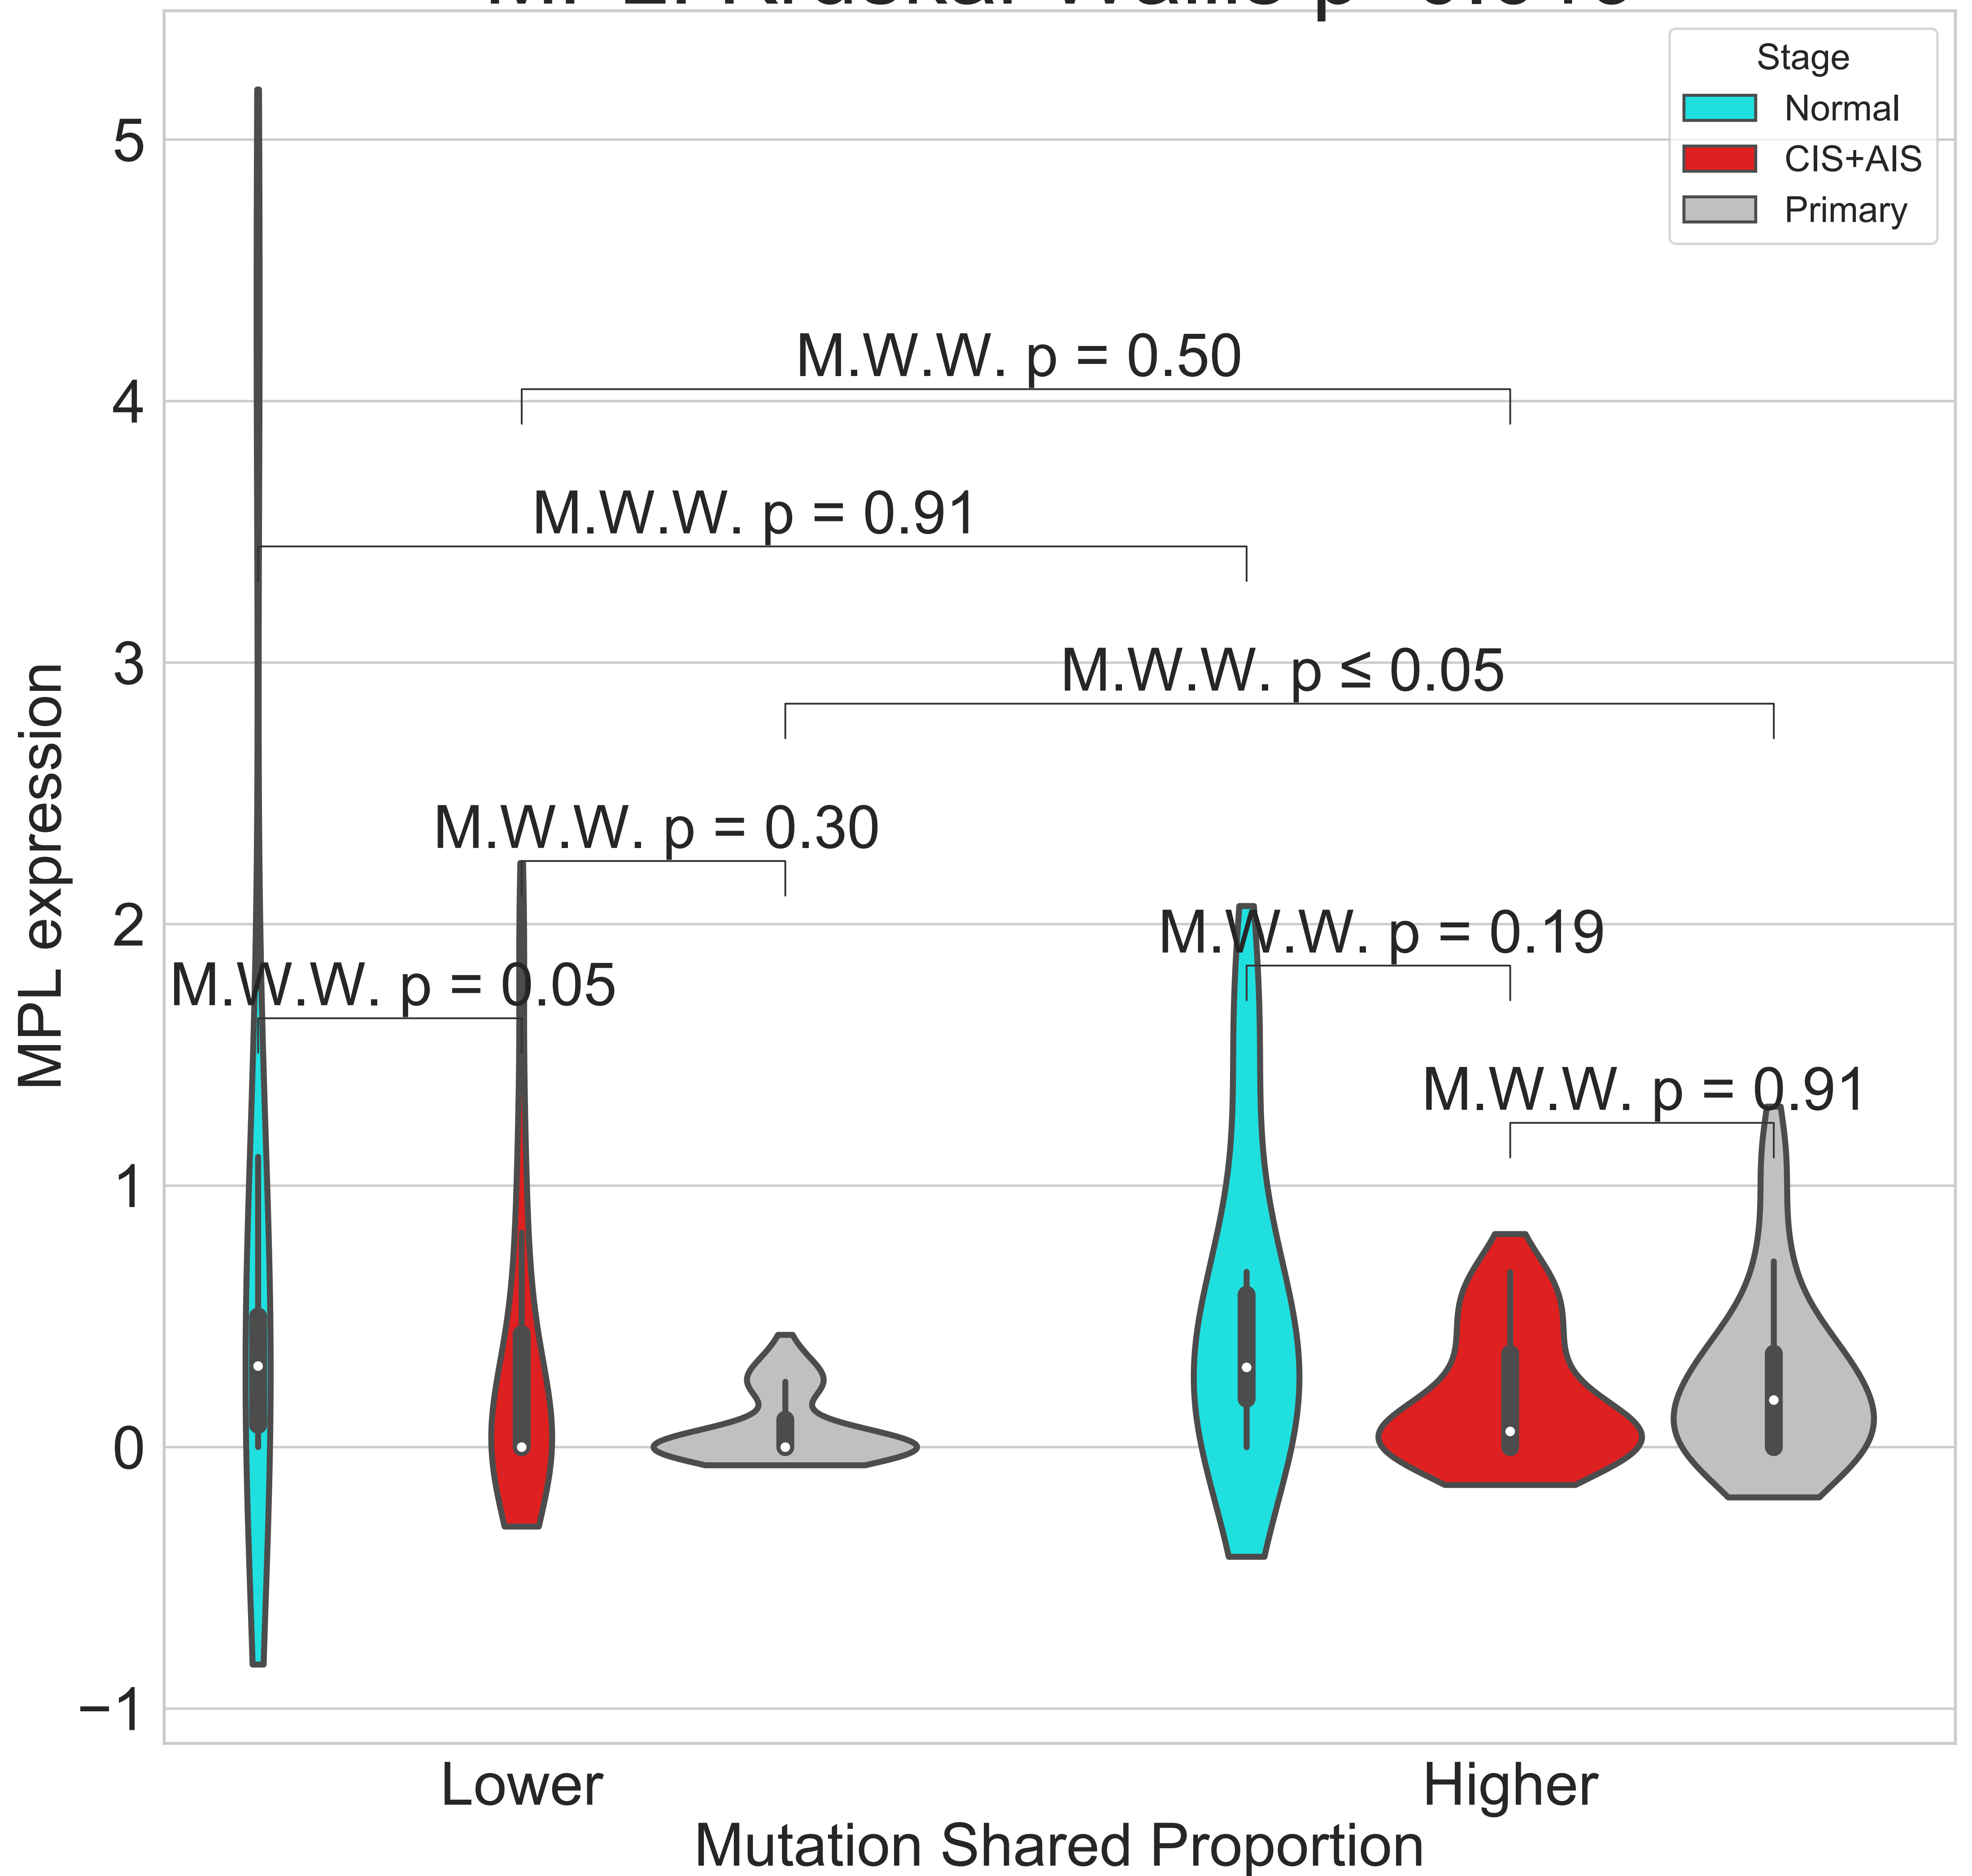 Stage
Normal
CIS+AIS
Primary
5
4
3
2
1
0
−1
MPL expression
M.W.W. p = 0.50
M.W.W. p = 0.91
M.W.W. p ≤ 0.05
M.W.W. p = 0.30
M.W.W. p = 0.19
M.W.W. p = 0.05
M.W.W. p = 0.91
Lower
Higher
Mutation Shared Proportion